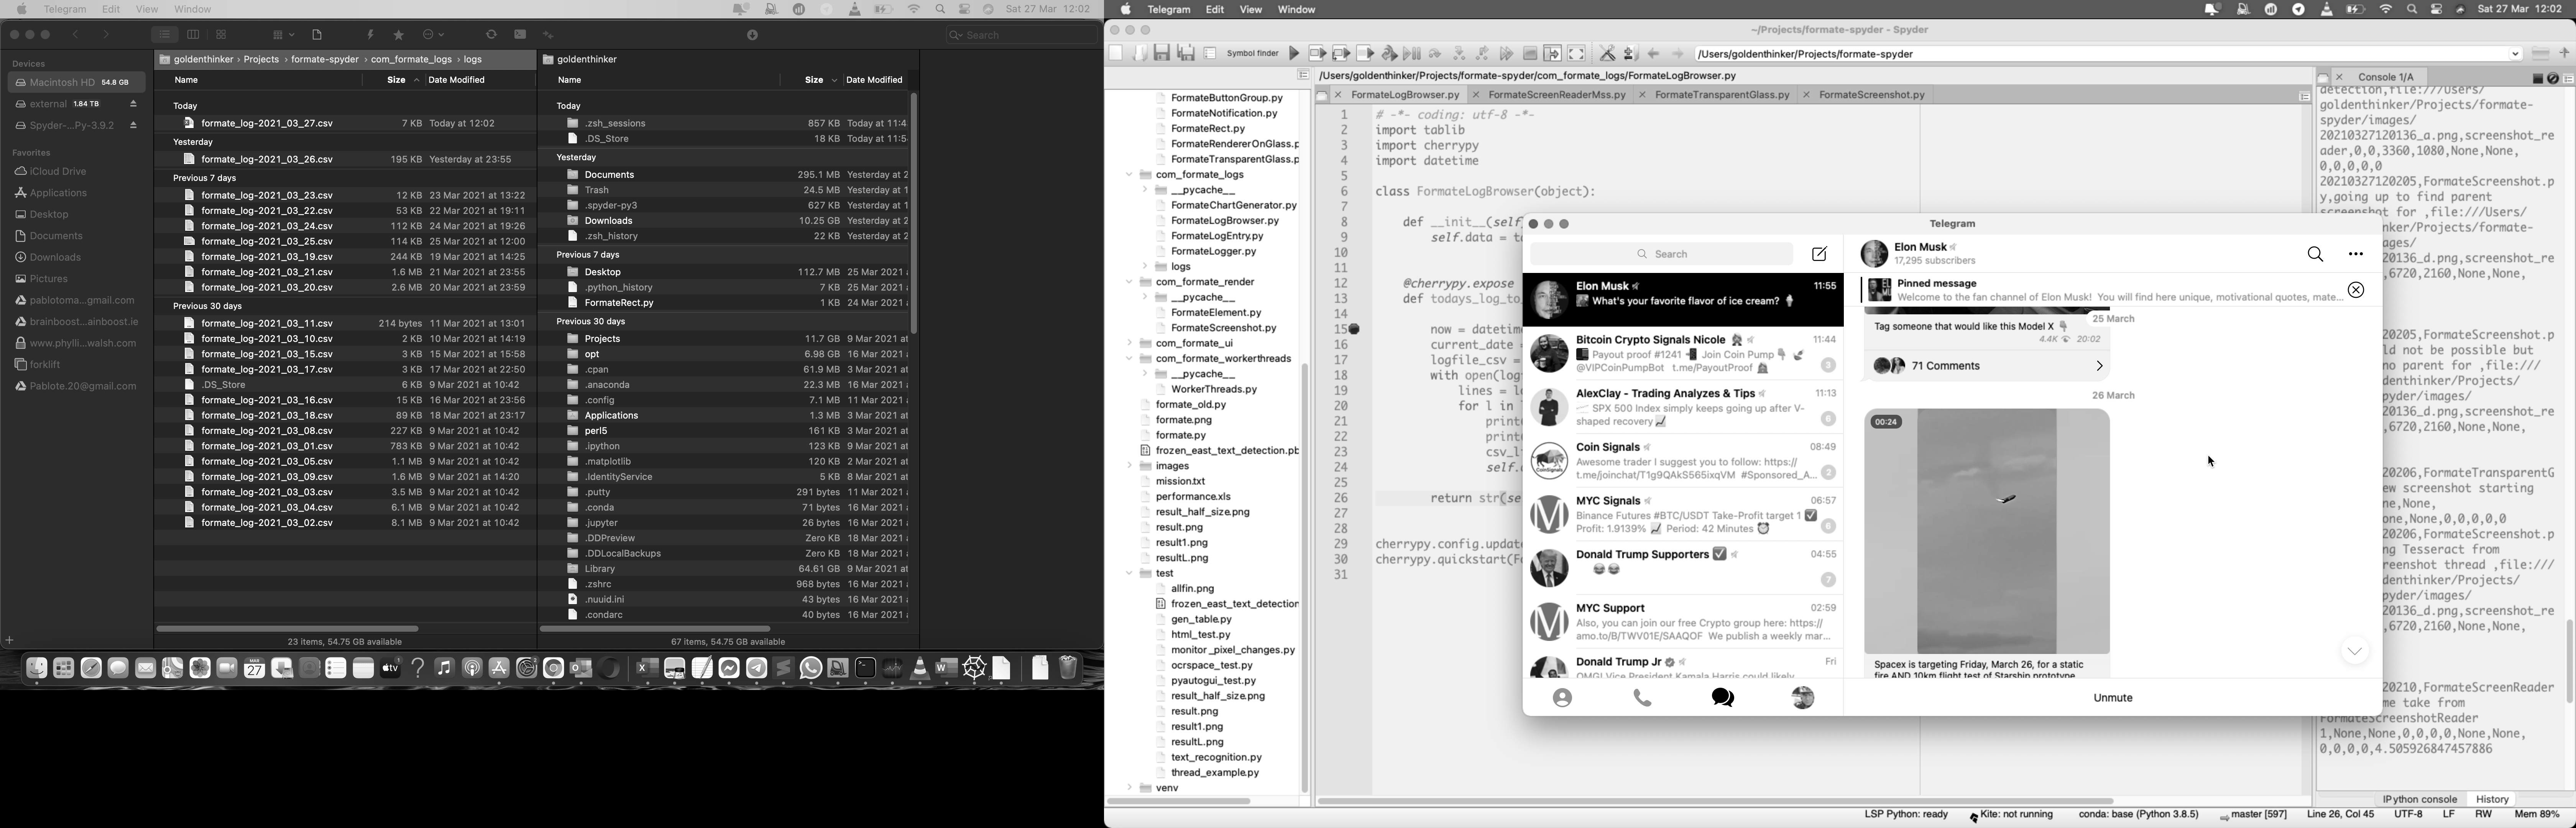 Telegram Edit View Window
Sat 27 Mar 12:02
Search
goldenthinker › Projects › formate-spyder › com_formate_logs › logs
goldenthinker
Devices
Macintosh HD 54.8 GB
external 1.84 TB
Spyder-...Py-3.9.2
Favorites
iCloud Drive
Applications
Desktop
Documents
Downloads
Pictures
pablotoma...gmail.com
brainboost...ainboost.ie
www.phylli...walsh.com
forklift
Pablote.20@gmail.com
Name Size Date Modified
Today
formate_log-2021_03_27.csv 7 KB Today at 12:02
Yesterday
formate_log-2021_03_26.csv 195 KB Yesterday at 23:55
Previous 7 days
formate_log-2021_03_23.csv 12 KB 23 Mar 2021 at 13:22
formate_log-2021_03_22.csv 53 KB 22 Mar 2021 at 19:11
formate_log-2021_03_24.csv 112 KB 24 Mar 2021 at 19:26
formate_log-2021_03_25.csv 114 KB 25 Mar 2021 at 12:00
formate_log-2021_03_19.csv 244 KB 19 Mar 2021 at 14:25
formate_log-2021_03_21.csv 1.6 MB 21 Mar 2021 at 23:55
formate_log-2021_03_20.csv 2.6 MB 20 Mar 2021 at 23:59
Previous 30 days
formate_log-2021_03_11.csv 214 bytes 11 Mar 2021 at 13:01
formate_log-2021_03_10.csv 2 KB 10 Mar 2021 at 14:19
formate_log-2021_03_15.csv 3 KB 15 Mar 2021 at 15:58
formate_log-2021_03_17.csv 3 KB 17 Mar 2021 at 22:50
.DS_Store 6 KB 9 Mar 2021 at 10:42
formate_log-2021_03_16.csv 15 KB 16 Mar 2021 at 23:56
formate_log-2021_03_18.csv 89 KB 18 Mar 2021 at 23:17
formate_log-2021_03_08.csv 227 KB 9 Mar 2021 at 10:42
formate_log-2021_03_01.csv 783 KB 9 Mar 2021 at 10:42
formate_log-2021_03_05.csv 1.1 MB 9 Mar 2021 at 10:42
formate_log-2021_03_09.csv 1.6 MB 9 Mar 2021 at 14:20
formate_log-2021_03_03.csv 3.5 MB 9 Mar 2021 at 10:42
formate_log-2021_03_04.csv 6.1 MB 9 Mar 2021 at 10:42
formate_log-2021_03_02.csv 8.1 MB 9 Mar 2021 at 10:42
23 items, 54.75 GB available
Name Size Date Modified
Today
.zsh_sessions 857 KB Today at 11:4
.DS_Store 18 KB Today at 11:5
Yesterday
Documents 295.1 MB Yesterday at 2
Trash 24.5 MB Yesterday at 1
.spyder-py3 627 KB Yesterday at 1
Downloads 10.25 GB Yesterday at 2
.zsh_history 22 KB Yesterday at 2
Previous 7 days
Desktop 112.7 MB 25 Mar 2021
.python_history 7 KB 25 Mar 2021
FormateRect.py 1 KB 24 Mar 2021
Previous 30 days
Projects 11.7 GB 9 Mar 2021 at
opt 6.98 GB 16 Mar 2021
.cpan 61.9 MB 3 Mar 2021 at
.anaconda 22.3 MB 16 Mar 2021
.config 7.1 MB 11 Mar 2021
Applications 1.3 MB 3 Mar 2021 at
perl5 161 KB 3 Mar 2021 at
.ipython 123 KB 9 Mar 2021 at
.matplotlib 120 KB 2 Mar 2021 at
.IdentityService 5 KB 8 Mar 2021 at
.putty 291 bytes 11 Mar 2021
.conda 71 bytes 16 Mar 2021
.jupyter 26 bytes 16 Mar 2021
.DDPreview Zero KB 18 Mar 2021
.DDLocalBackups Zero KB 18 Mar 2021
Library 64.61 GB 9 Mar 2021 at
.zshrc 968 bytes 16 Mar 2021
.nuuid.ini 43 bytes 16 Mar 2021
.condarc 40 bytes 16 Mar 2021
67 items, 54.75 GB available
Telegram Edit View Window
Sat 27 Mar 12:02
~/Projects/formate-spyder - Spyder
Symbol finder
/Users/goldenthinker/Projects/formate-spyder
/Users/goldenthinker/Projects/formate-spyder/com_formate_logs/FormateLogBrowser.py
FormateLogBrowser.py FormateScreenReaderMss.py FormateTransparentGlass.py FormateScreenshot.py
FormateButtonGroup.py
FormateNotification.py
FormateRect.py
FormateRendererOnGlass.p
FormateTransparentGlass.p
com_formate_logs
__pycache__
FormateChartGenerator.py
FormateLogBrowser.py
FormateLogEntry.py
FormateLogger.py
logs
com_formate_render
__pycache__
FormateElement.py
FormateScreenshot.py
com_formate_ui
com_formate_workerthreads
__pycache__
WorkerThreads.py
formate_old.py
formate.png
formate.py
frozen_east_text_detection.pb
images
mission.txt
performance.xls
result_half_size.png
result.png
result1.png
resultL.png
test
allfin.png
frozen_east_text_detection
gen_table.py
html_test.py
monitor_pixel_changes.py
ocrspace_test.py
pyautogui_test.py
result_half_size.png
result.png
result1.png
resultL.png
text_recognition.py
thread_example.py
venv
1 # -*- coding: utf-8 -*-
2 import tablib
3 import cherrypy
4 import datetime
5
6 class FormateLogBrowser(object):
7
8 def __init__(self
9 self.data = t
10
11
12 @cherrypy.expose
13 def todays_log_to
14
15 now = datetim
16 current_date =
17 logfile_csv =
18 with open(log
19 lines = l
20 for l in l
21 print
22 print
23 csv_l
24 self.
25
26 return str(se
27
28
29 cherrypy.config.update
30 cherrypy.quickstart(F
31
Telegram
Search
Elon Musk 11:55
What's your favorite flavor of ice cream?
Bitcoin Crypto Signals Nicole 11:44
Payout proof #1241 Join Coin Pump
@VIPCoinPumpBot t.me/PayoutProof 3
AlexClay - Trading Analyzes & Tips 11:13
SPX 500 Index simply keeps going up after V-
shaped recovery 6
Coin Signals 08:49
Awesome trader I suggest you to follow: https://
t.me/joinchat/T1g9QAkS565ixqVM #Sponsored_A... 2
MYC Signals 06:57
Binance Futures #BTC/USDT Take-Profit target 1
Profit: 1.9139% Period: 42 Minutes 6
Donald Trump Supporters 04:55
7
MYC Support 02:59
Also, you can join our free Crypto group here: https://
amo.to/B/TWV01E/SAAQOF We publish a weekly mar...
Donald Trump Jr Fri
OMG! Vice President Kamala Harris could likely
Elon Musk
17,295 subscribers
Pinned message
Welcome to the fan channel of Elon Musk! You will find here unique, motivational quotes, mate...
25 March
Tag someone that would like this Model X
4.4K 20:02
71 Comments
26 March
00:24
Spacex is targeting Friday, March 26, for a static
fire AND 10km flight test of Starship prototype
Unmute
Console 1/A
detection,file:///Users/
goldenthinker/Projects/formate-
spyder/images/
20210327120136_a.png,screenshot_re
ader,0,0,3360,1080,None,None,
0,0,0,0,0
20210327120205,FormateScreenshot.p
y,going up to find parent
screenshot for ,file:///Users/
denthinker/Projects/formate-
yder/images/
20136_d.png,screenshot_re
,6720,2160,None,None,
20205,FormateScreenshot.p
ld not be possible but
no parent for ,file:///
denthinker/Projects/
pyder/images/
20136_d.png,screenshot_re
,6720,2160,None,None,
20206,FormateTransparentG
ew screenshot starting
None,None,
None,None,0,0,0,0,0
20206,FormateScreenshot.p
ng Tesseract from
eenshot thread ,file:///
denthinker/Projects/
pyder/images/
20136_d.png,screenshot_re
,6720,2160,None,None,
20210,FormateScreenReader
me take from
FormateScreenshotReader
1,None,None,0,0,0,0,None,None,
0,0,0,0,4.505926847457886
IPython console History
LSP Python: ready Kite: not running conda: base (Python 3.8.5) master [597] Line 26, Col 45 UTF-8 LF RW Mem 89%